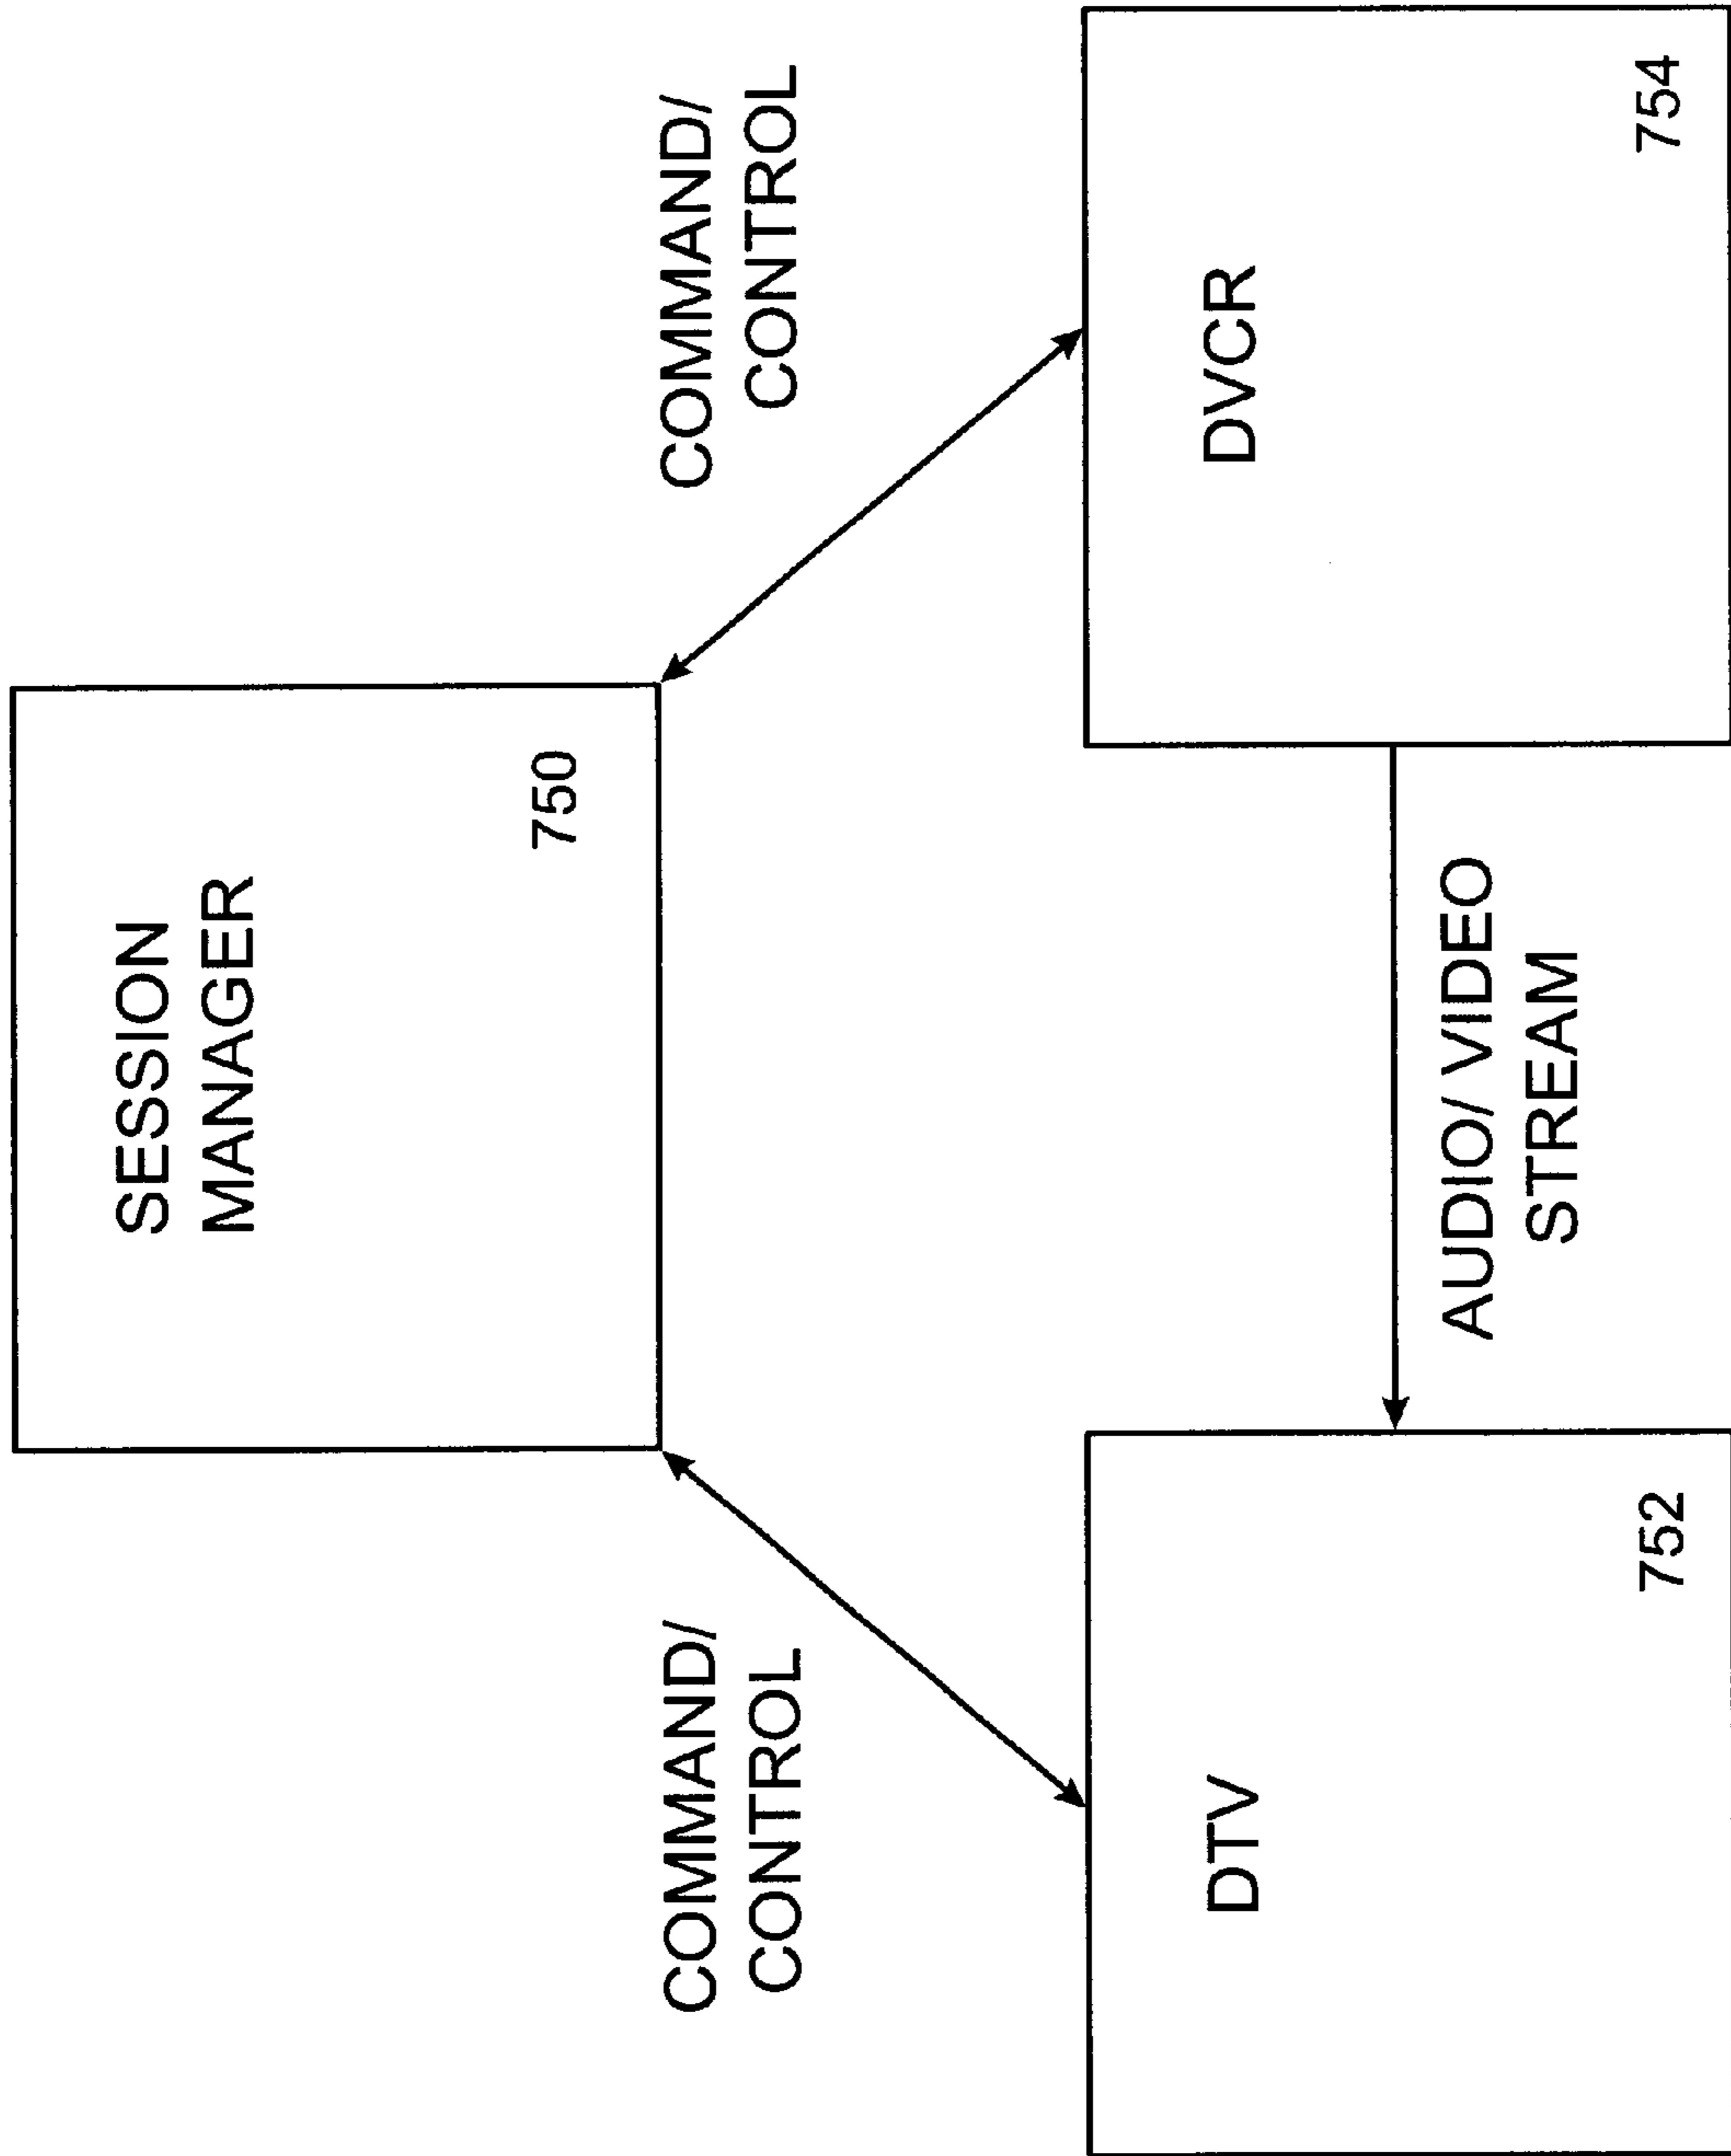 SESSION
MANAGER
750
COMMAND/
CONTROL
COMMAND/
CONTROL
DTV
752
AUDIO/ VIDEO
STREAM
DVCR
754